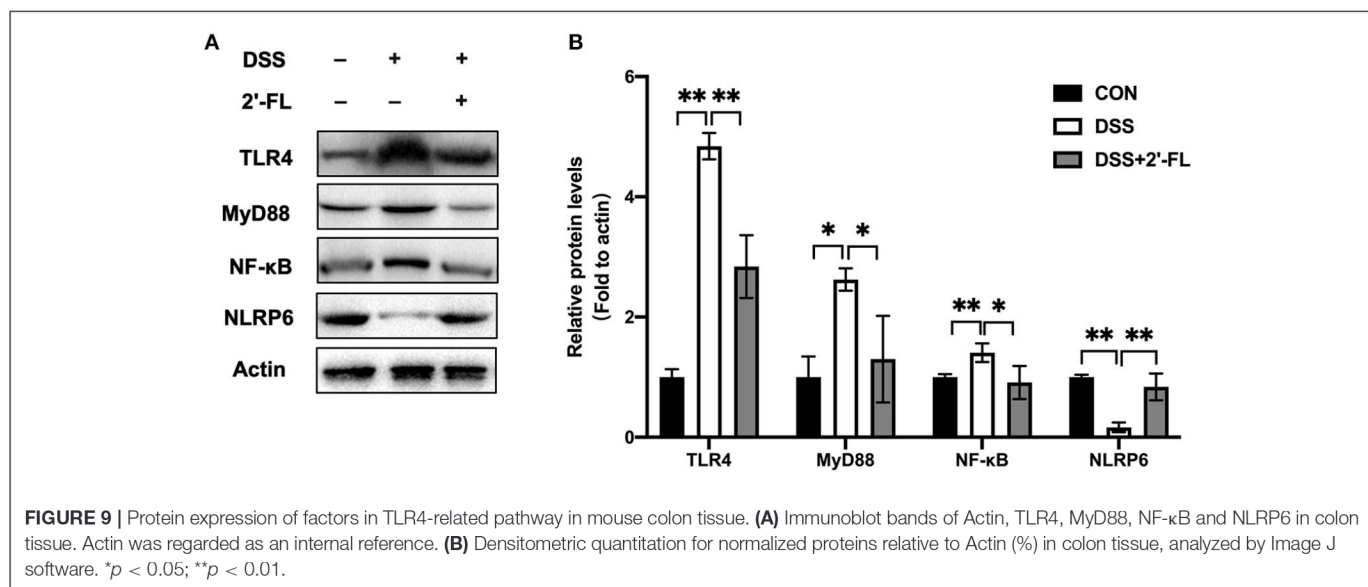 A
DSS – + +
2'-FL – – +
TLR4
MyD88
NF-κB
NLRP6
Actin
B
Relative protein levels
(Fold to actin)
6
4
2
0
** **
* *
** *
** **
TLR4 MyD88 NF-κB NLRP6
CON
DSS
DSS+2'-FL
FIGURE 9 | Protein expression of factors in TLR4-related pathway in mouse colon tissue. (A) Immunoblot bands of Actin, TLR4, MyD88, NF-κB and NLRP6 in colon
tissue. Actin was regarded as an internal reference. (B) Densitometric quantitation for normalized proteins relative to Actin (%) in colon tissue, analyzed by Image J
software. *p < 0.05; **p < 0.01.